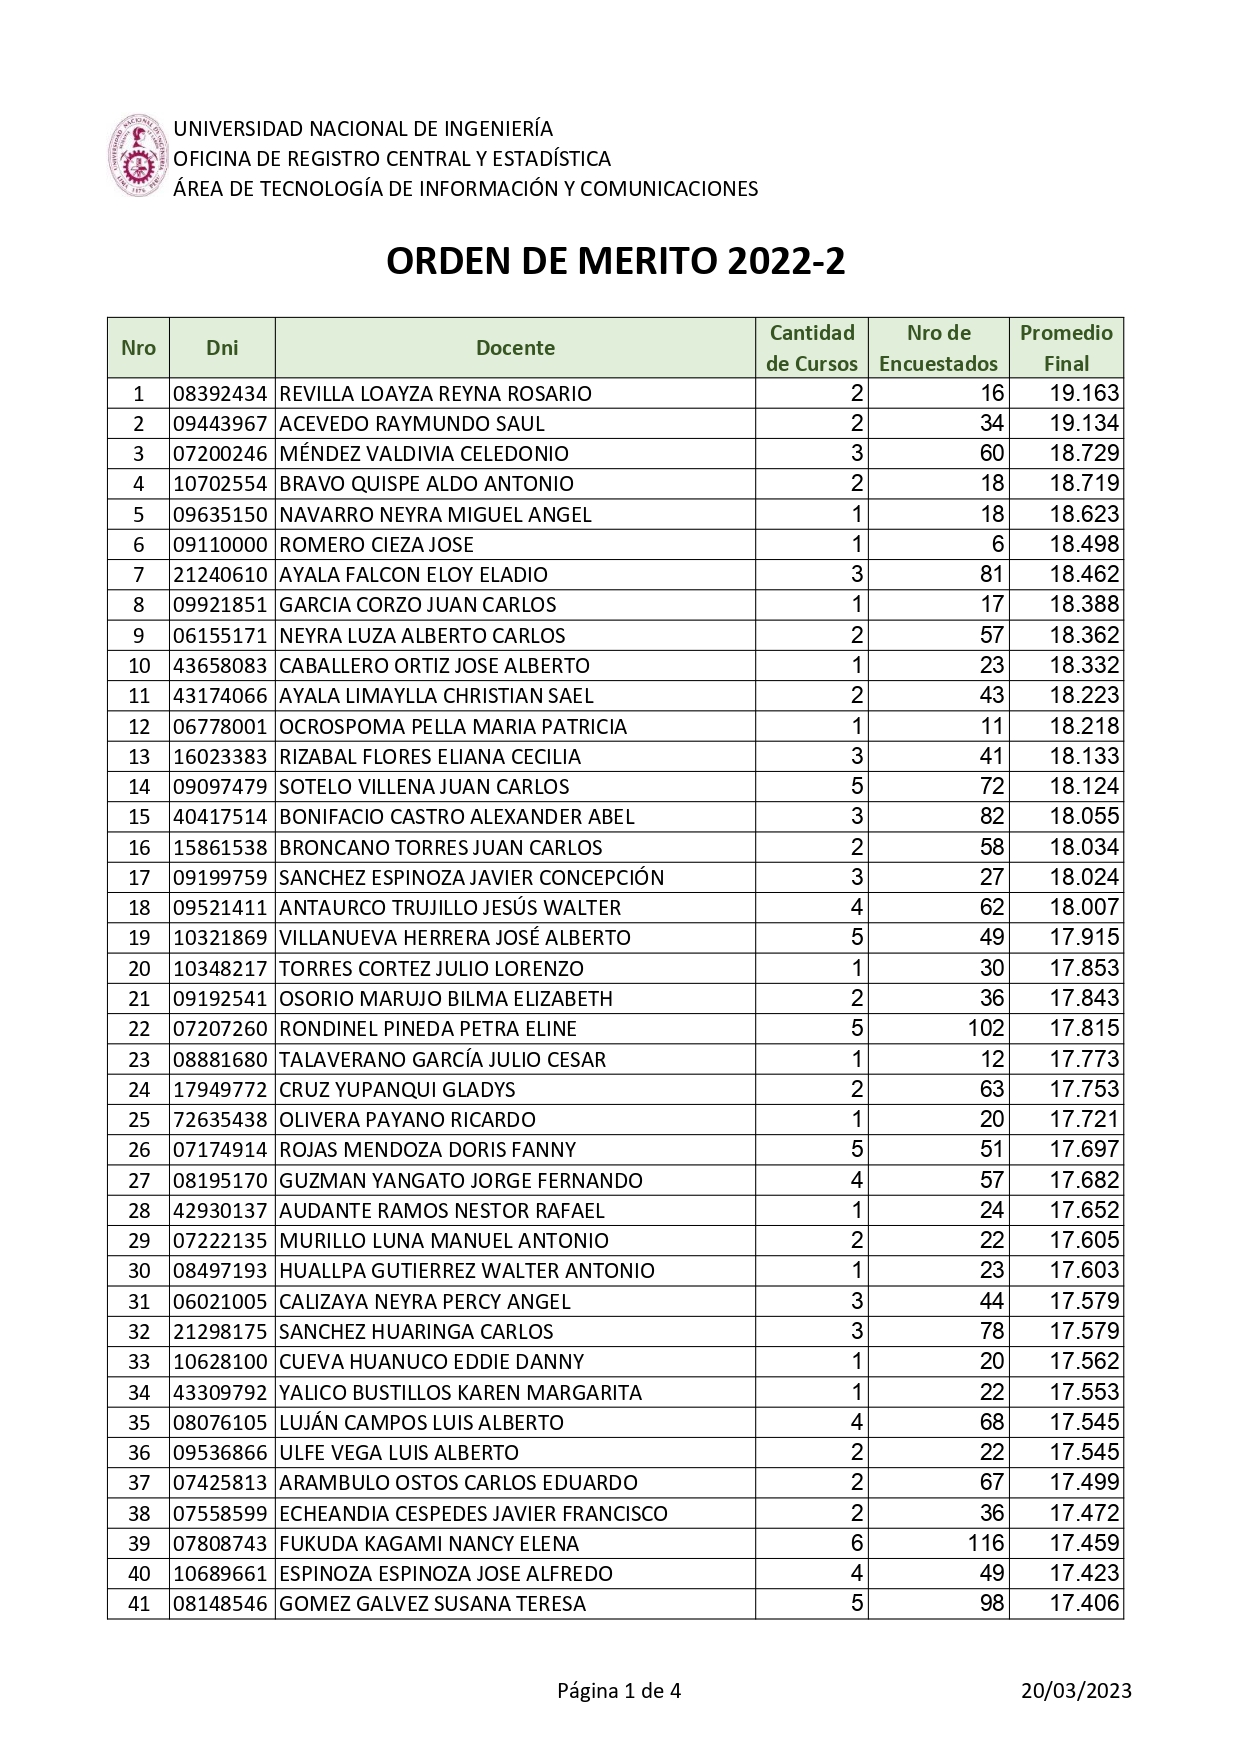 UNIVERSIDAD NACIONAL DE INGENIERÍA
OFICINA DE REGISTRO CENTRAL Y ESTADÍSTICA
ÁREA DE TECNOLOGÍA DE INFORMACIÓN Y COMUNICACIONES
ORDEN DE MERITO 2022-2
Nro Dni Docente Cantidad de Cursos Nro de Encuestados Promedio Final
1 08392434 REVILLA LOAYZA REYNA ROSARIO 2 16 19.163
2 09443967 ACEVEDO RAYMUNDO SAUL 2 34 19.134
3 07200246 MÉNDEZ VALDIVIA CELEDONIO 3 60 18.729
4 10702554 BRAVO QUISPE ALDO ANTONIO 2 18 18.719
5 09635150 NAVARRO NEYRA MIGUEL ANGEL 1 18 18.623
6 09110000 ROMERO CIEZA JOSE 1 6 18.498
7 21240610 AYALA FALCON ELOY ELADIO 3 81 18.462
8 09921851 GARCIA CORZO JUAN CARLOS 1 17 18.388
9 06155171 NEYRA LUZA ALBERTO CARLOS 2 57 18.362
10 43658083 CABALLERO ORTIZ JOSE ALBERTO 1 23 18.332
11 43174066 AYALA LIMAYLLA CHRISTIAN SAEL 2 43 18.223
12 06778001 OCROSPOMA PELLA MARIA PATRICIA 1 11 18.218
13 16023383 RIZABAL FLORES ELIANA CECILIA 3 41 18.133
14 09097479 SOTELO VILLENA JUAN CARLOS 5 72 18.124
15 40417514 BONIFACIO CASTRO ALEXANDER ABEL 3 82 18.055
16 15861538 BRONCANO TORRES JUAN CARLOS 2 58 18.034
17 09199759 SANCHEZ ESPINOZA JAVIER CONCEPCIÓN 3 27 18.024
18 09521411 ANTAURCO TRUJILLO JESÚS WALTER 4 62 18.007
19 10321869 VILLANUEVA HERRERA JOSÉ ALBERTO 5 49 17.915
20 10348217 TORRES CORTEZ JULIO LORENZO 1 30 17.853
21 09192541 OSORIO MARUJO BILMA ELIZABETH 2 36 17.843
22 07207260 RONDINEL PINEDA PETRA ELINE 5 102 17.815
23 08881680 TALAVERANO GARCÍA JULIO CESAR 1 12 17.773
24 17949772 CRUZ YUPANQUI GLADYS 2 63 17.753
25 72635438 OLIVERA PAYANO RICARDO 1 20 17.721
26 07174914 ROJAS MENDOZA DORIS FANNY 5 51 17.697
27 08195170 GUZMAN YANGATO JORGE FERNANDO 4 57 17.682
28 42930137 AUDANTE RAMOS NESTOR RAFAEL 1 24 17.652
29 07222135 MURILLO LUNA MANUEL ANTONIO 2 22 17.605
30 08497193 HUALLPA GUTIERREZ WALTER ANTONIO 1 23 17.603
31 06021005 CALIZAYA NEYRA PERCY ANGEL 3 44 17.579
32 21298175 SANCHEZ HUARINGA CARLOS 3 78 17.579
33 10628100 CUEVA HUANUCO EDDIE DANNY 1 20 17.562
34 43309792 YALICO BUSTILLOS KAREN MARGARITA 1 22 17.553
35 08076105 LUJÁN CAMPOS LUIS ALBERTO 4 68 17.545
36 09536866 ULFE VEGA LUIS ALBERTO 2 22 17.545
37 07425813 ARAMBULO OSTOS CARLOS EDUARDO 2 67 17.499
38 07558599 ECHEANDIA CESPEDES JAVIER FRANCISCO 2 36 17.472
39 07808743 FUKUDA KAGAMI NANCY ELENA 6 116 17.459
40 10689661 ESPINOZA ESPINOZA JOSE ALFREDO 4 49 17.423
41 08148546 GOMEZ GALVEZ SUSANA TERESA 5 98 17.406
Página 1 de 4 20/03/2023